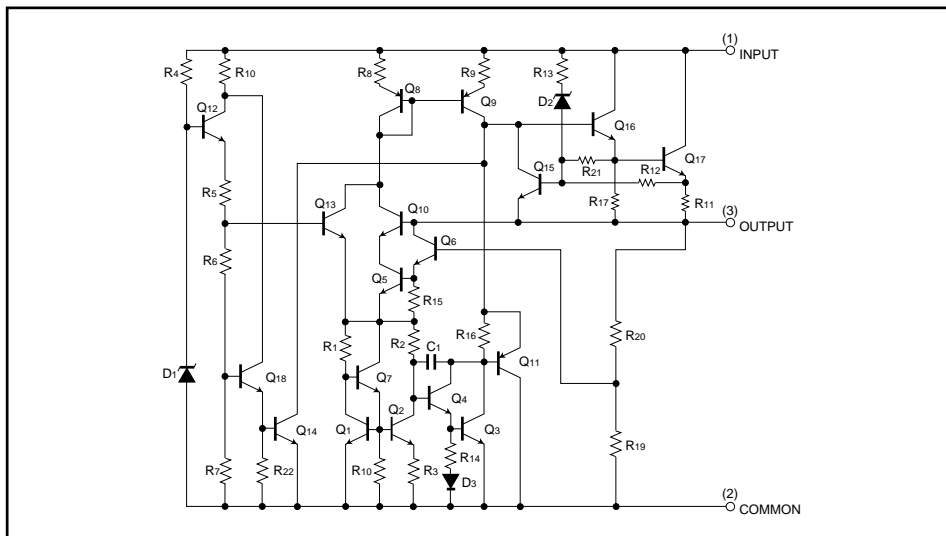 (1)
INPUT
R4
R10
R8
R9
R13
Q8
Q12
Q9
D2
Q16
Q15
Q17
R21
R12
R5
Q13
R11
R17
Q10
(3)
OUTPUT
Q6
R6
Q5
R15
R20
R1
R2
C1
R16
Q11
D1
Q18
Q7
Q4
Q14
Q1
Q2
Q3
R19
R14
R7
R22
R10
R3
D3
(2)
COMMON